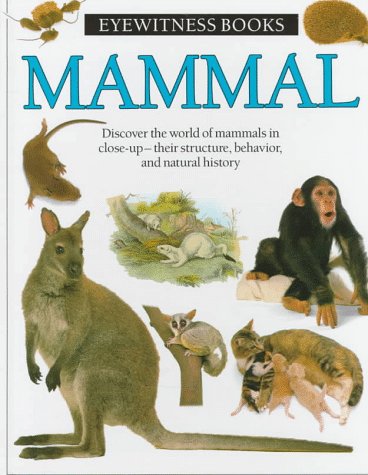 EYEWITNESS BOOKS
MAMMAL
Discover the world of mammals in
close-up–their structure, behavior,
and natural history